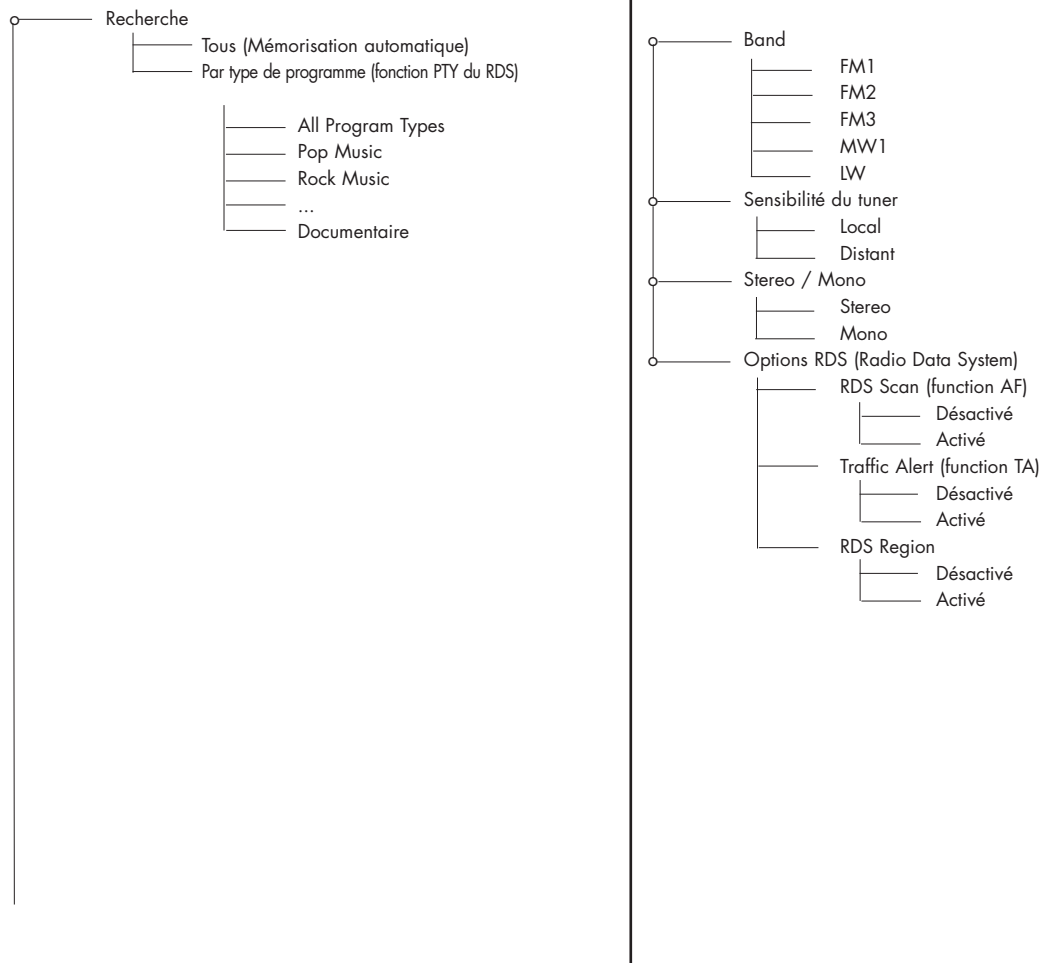 Recherche
Tous (Mémorisation automatique)
Par type de programme (fonction PTY du RDS)
All Program Types
Pop Music
Rock Music
...
Documentaire
Band
FM1
FM2
FM3
MW1
LW
Sensibilité du tuner
Local
Distant
Stereo / Mono
Stereo
Mono
Options RDS (Radio Data System)
RDS Scan (function AF)
Désactivé
Activé
Traffic Alert (function TA)
Désactivé
Activé
RDS Region
Désactivé
Activé